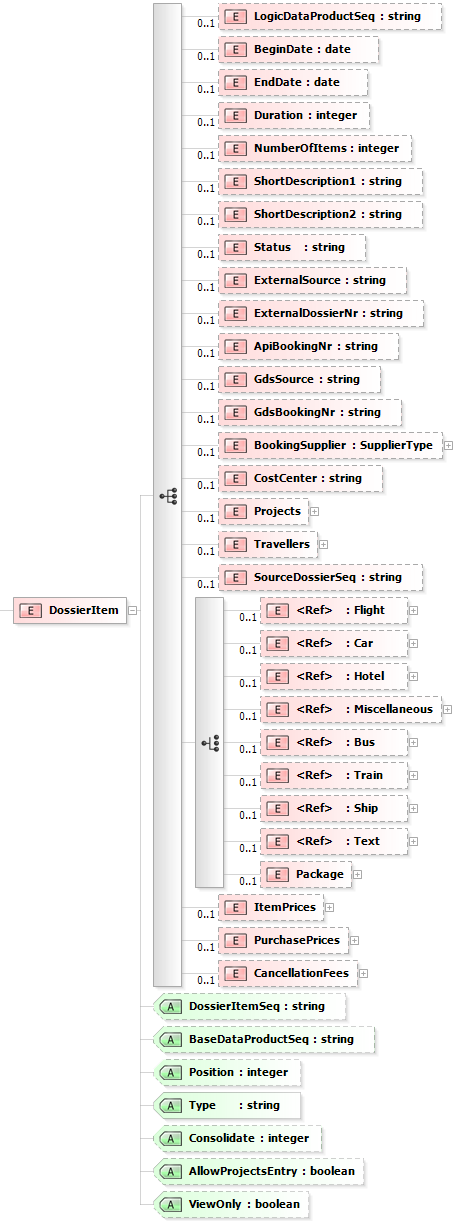 E LogicDataProductSeq : string
0..1
E BeginDate : date
0..1
E EndDate : date
0..1
E Duration : integer
0..1
E NumberOfItems : integer
0..1
E ShortDescription1 : string
0..1
E ShortDescription2 : string
0..1
E Status : string
0..1
E ExternalSource : string
0..1
E ExternalDossierNr : string
0..1
E ApiBookingNr : string
0..1
E GdsSource : string
0..1
E GdsBookingNr : string
0..1
E BookingSupplier : SupplierType
0..1
E CostCenter : string
0..1
E Projects
0..1
E Travellers
0..1
E SourceDossierSeq : string
0..1
E DossierItem
E <Ref> : Flight
0..1
E <Ref> : Car
0..1
E <Ref> : Hotel
0..1
E <Ref> : Miscellaneous
0..1
E <Ref> : Bus
0..1
E <Ref> : Train
0..1
E <Ref> : Ship
0..1
E <Ref> : Text
0..1
E Package
0..1
E ItemPrices
0..1
E PurchasePrices
0..1
E CancellationFees
0..1
A DossierItemSeq : string
A BaseDataProductSeq : string
A Position : integer
A Type : string
A Consolidate : integer
A AllowProjectsEntry : boolean
A ViewOnly : boolean